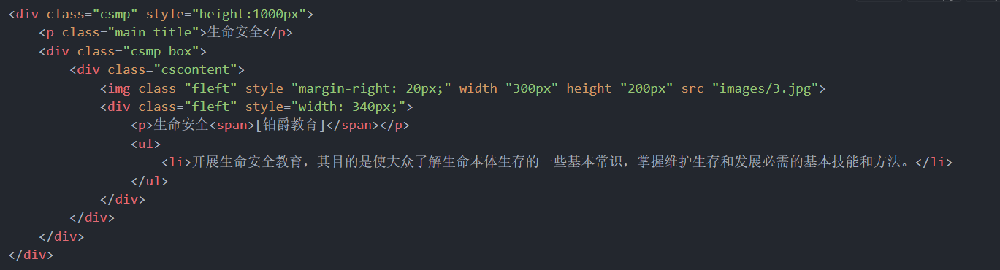 <div class="csmp" style="height:1000px">
<p class="main_title">生命安全</p>
<div class="csmp_box">
<div class="cscontent">
<img class="fleft" style="margin-right: 20px;" width="300px" height="200px" src="images/3.jpg">
<div class="fleft" style="width: 340px;">
<p>生命安全<span>[铂爵教育]</span></p>
<ul>
<li>开展生命安全教育，其目的是使大众了解生命本体生存的一些基本常识，掌握维护生存和发展必需的基本技能和方法。</li>
</ul>
</div>
</div>
</div>
</div>